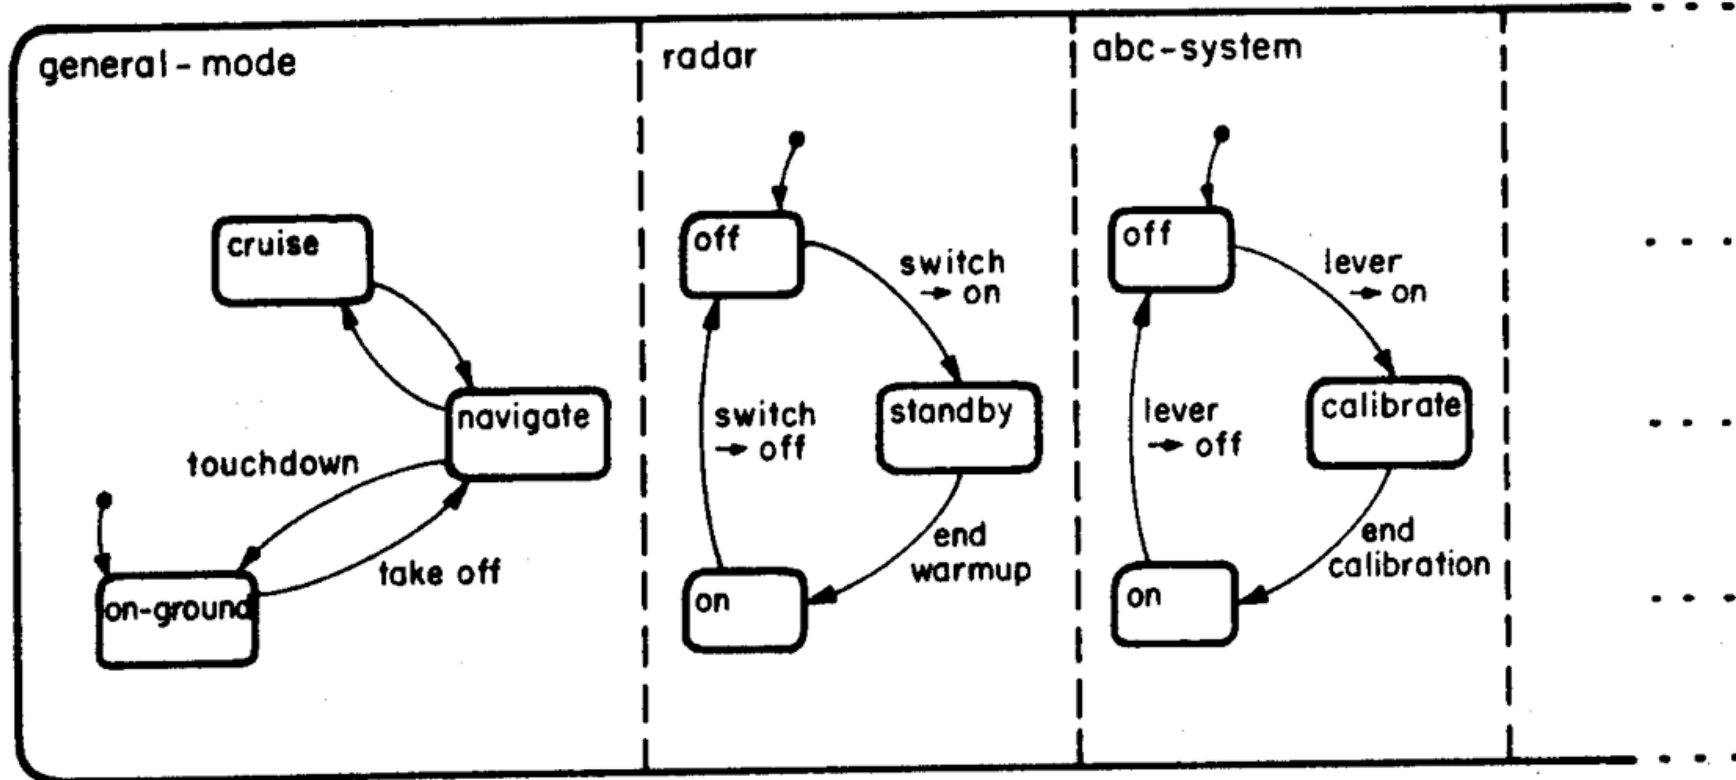 general-mode
cruise
navigate
touchdown
take off
on-ground
radar
off
switch
→ on
standby
switch
→ off
end
warmup
on
abc-system
off
lever
→ on
calibrate
lever
→ off
end
calibration
on